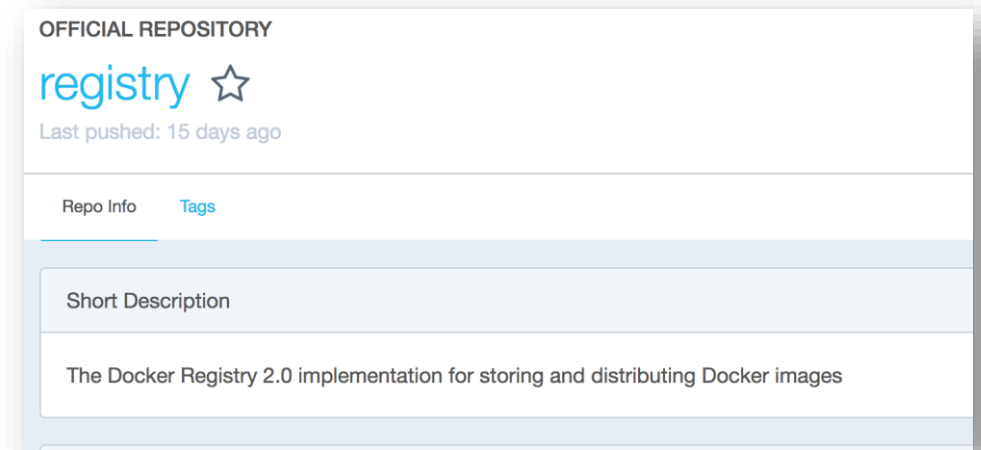 OFFICIAL REPOSITORY
registry
Last pushed: 15 days ago
Repo Info Tags
Short Description
The Docker Registry 2.0 implementation for storing and distributing Docker images